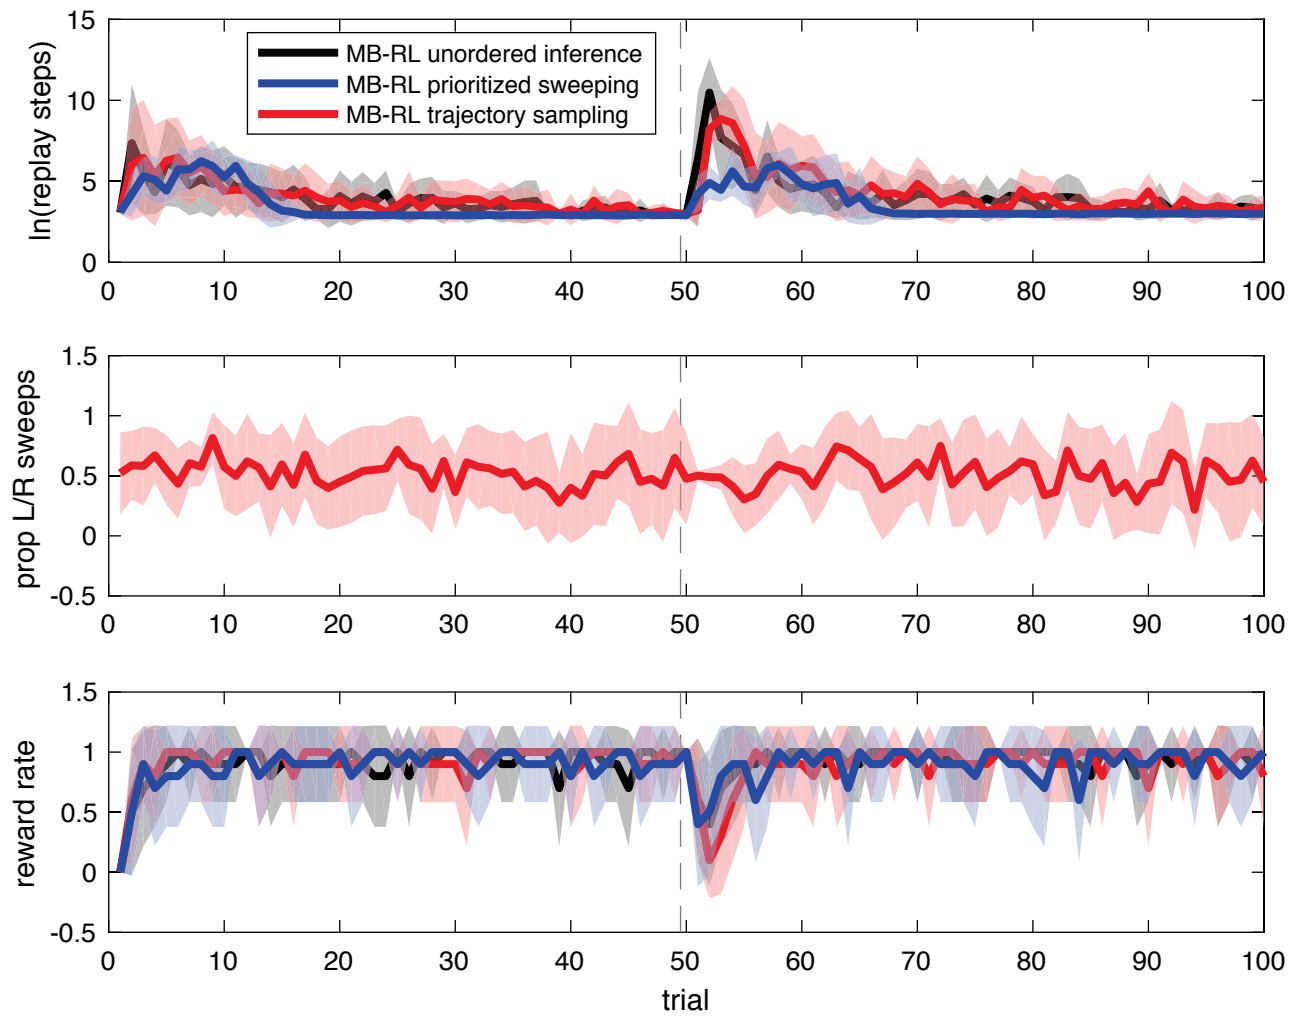 ln(replay steps)
15
10
5
0
MB-RL unordered inference
MB-RL prioritized sweeping
MB-RL trajectory sampling
0 10 20 30 40 50 60 70 80 90 100
prop L/R sweeps
1.5
1
0.5
0
-0.5
0 10 20 30 40 50 60 70 80 90 100
reward rate
1.5
1
0.5
0
-0.5
0 10 20 30 40 50 60 70 80 90 100
trial